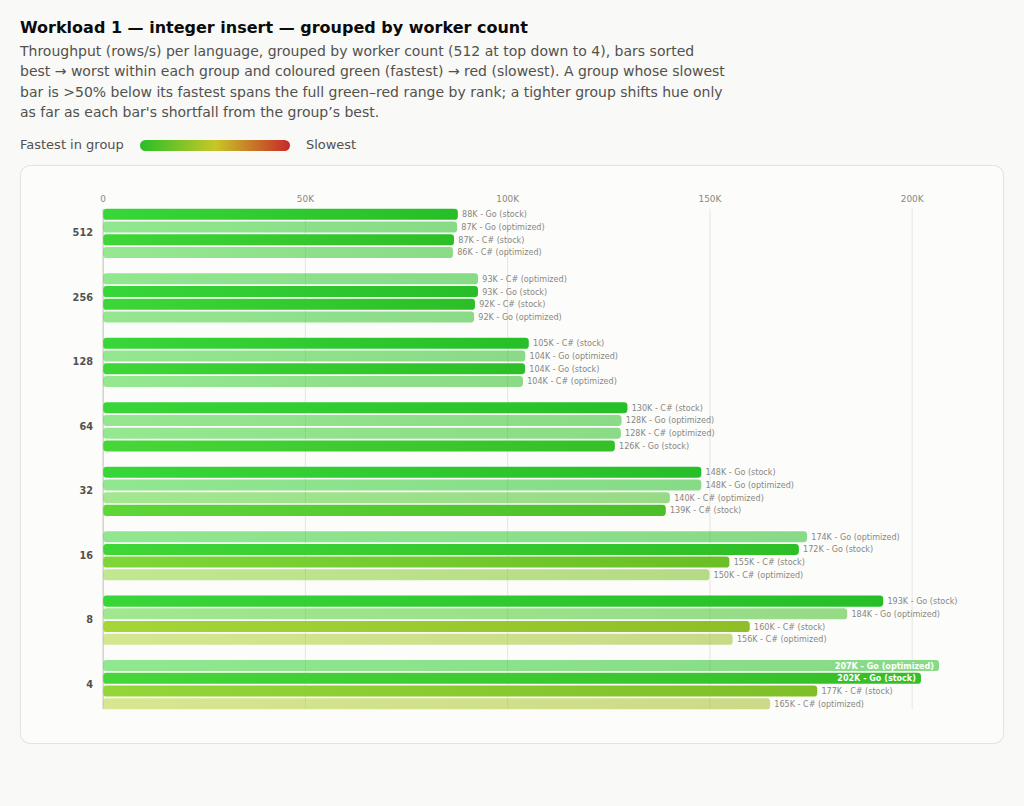 Workload 1 — integer insert — grouped by worker count
Throughput (rows/s) per language, grouped by worker count (512 at top down to 4), bars sorted
best → worst within each group and coloured green (fastest) → red (slowest). A group whose slowest
bar is >50% below its fastest spans the full green–red range by rank; a tighter group shifts hue only
as far as each bar's shortfall from the group’s best.
Fastest in group Slowest
0 50K 100K 150K 200K
512
88K - Go (stock)
87K - Go (optimized)
87K - C# (stock)
86K - C# (optimized)
256
93K - C# (optimized)
93K - Go (stock)
92K - C# (stock)
92K - Go (optimized)
128
105K - C# (stock)
104K - Go (optimized)
104K - Go (stock)
104K - C# (optimized)
64
130K - C# (stock)
128K - Go (optimized)
128K - C# (optimized)
126K - Go (stock)
32
148K - Go (stock)
148K - Go (optimized)
140K - C# (optimized)
139K - C# (stock)
16
174K - Go (optimized)
172K - Go (stock)
155K - C# (stock)
150K - C# (optimized)
8
193K - Go (stock)
184K - Go (optimized)
160K - C# (stock)
156K - C# (optimized)
4
207K - Go (optimized)
202K - Go (stock)
177K - C# (stock)
165K - C# (optimized)